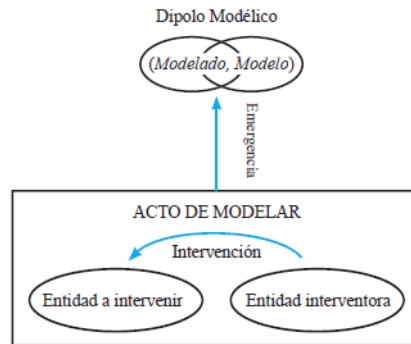 Dipolo Modélico
(Modelado, Modelo)
Emergencia
ACTO DE MODELAR
Intervención
Entidad a intervenir
Entidad interventora